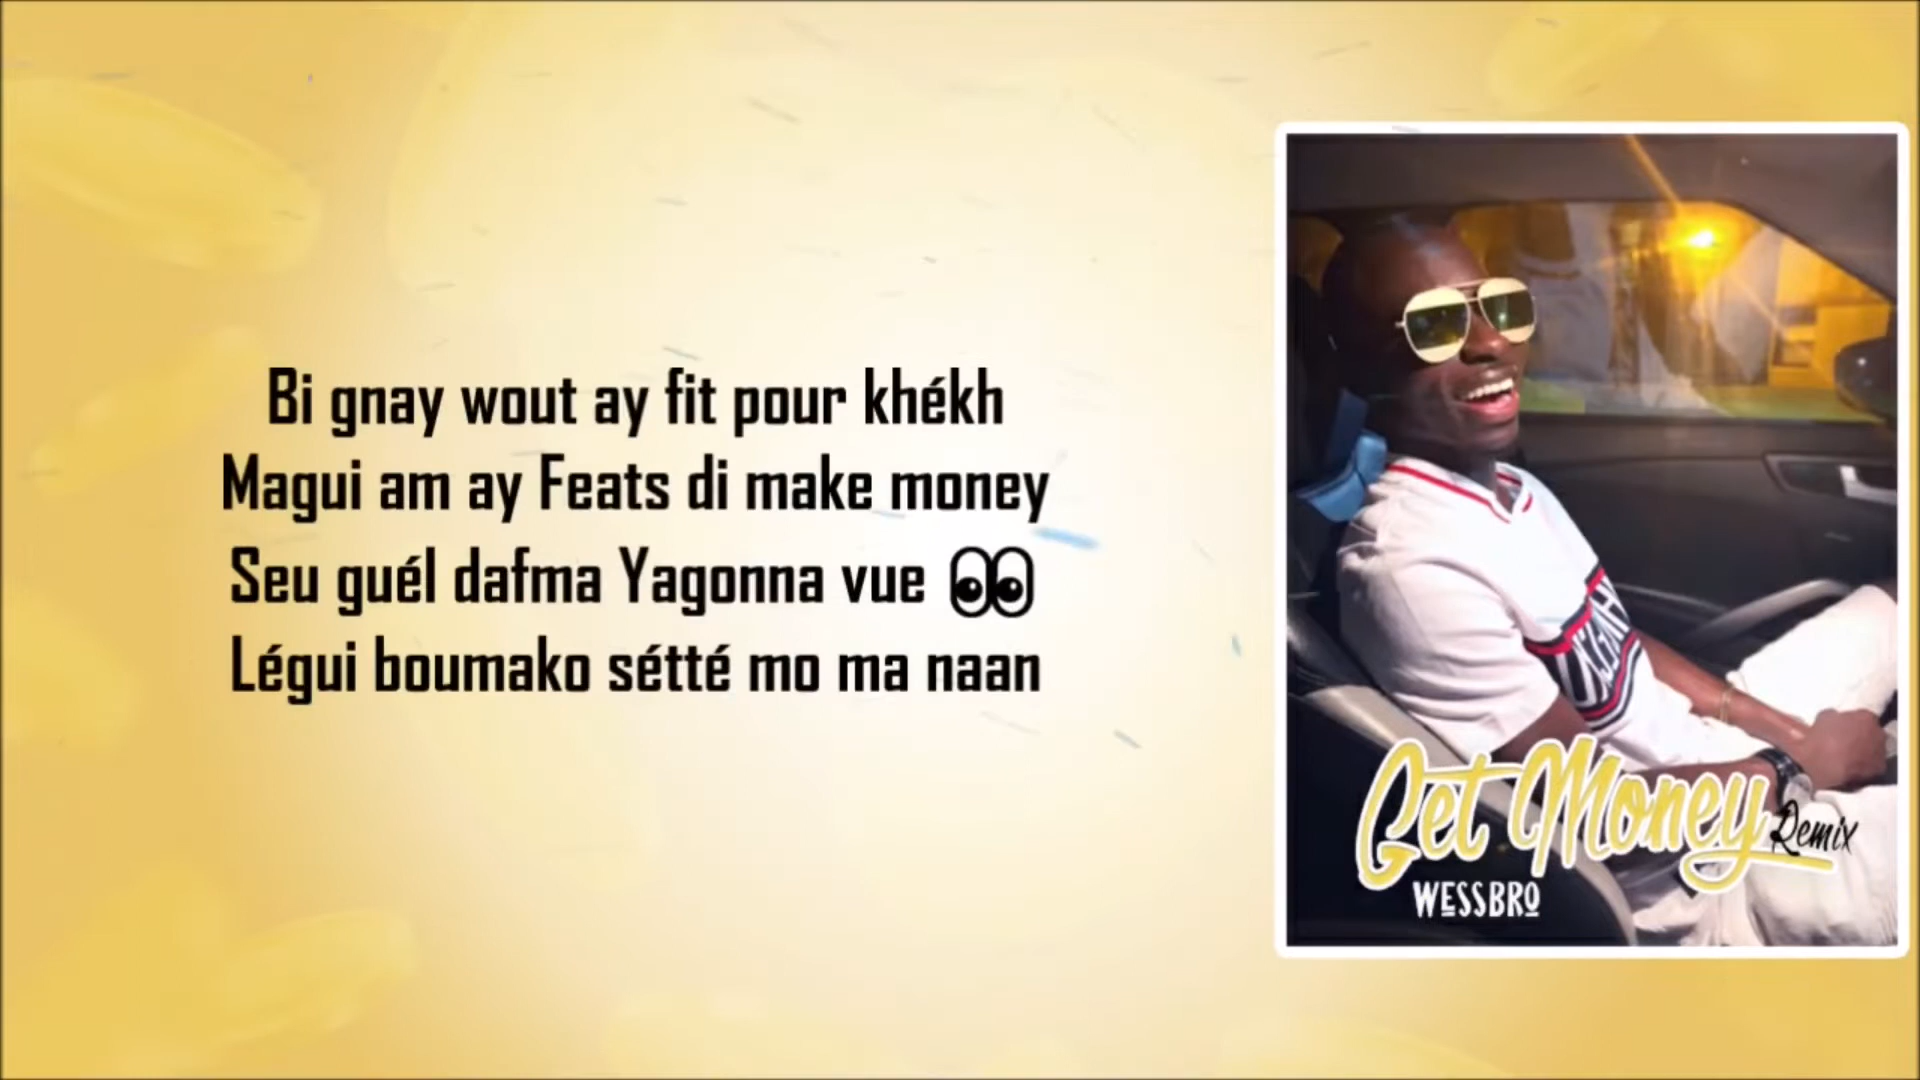 Bi gnay wout ay fit pour khékh
Magui am ay Feats di make money
Seu guél dafma Yagonna vue 👀
Légui boumako sétté mo ma naan
Get Money Remix
WESSBRO